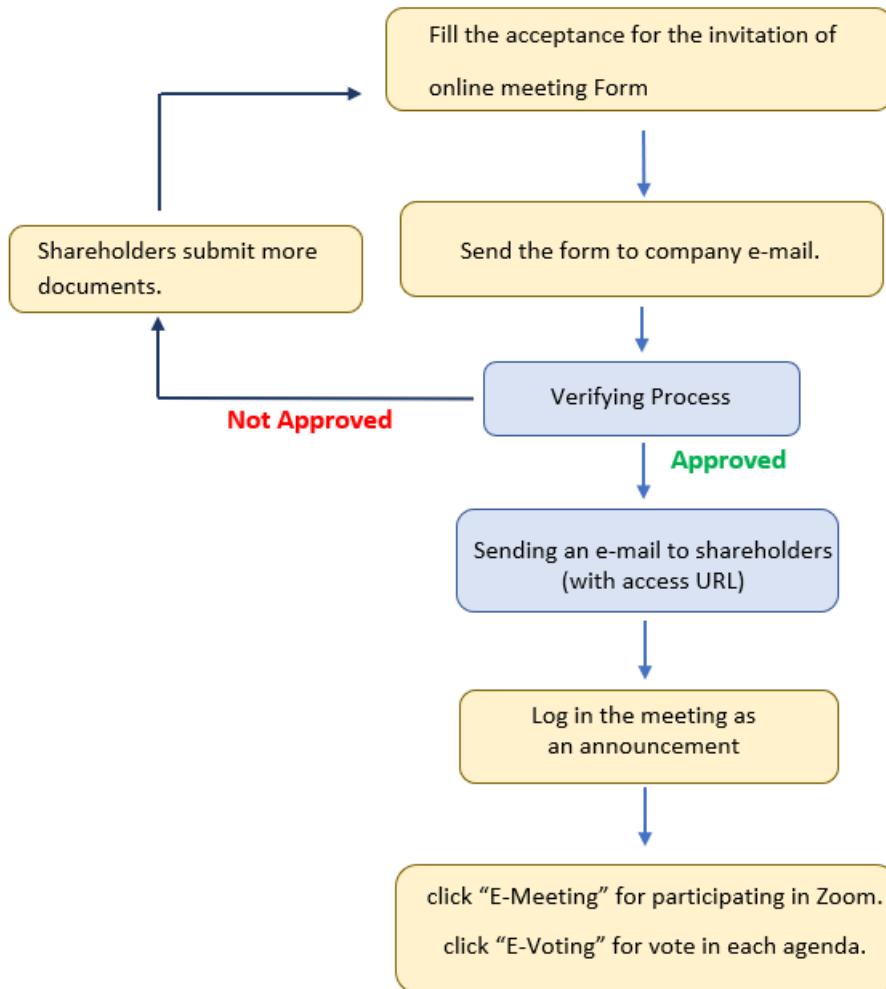 Fill the acceptance for the invitation of
online meeting Form
Shareholders submit more
documents.
Send the form to company e-mail.
Verifying Process
Not Approved
Approved
Sending an e-mail to shareholders
(with access URL)
Log in the meeting as
an announcement
click “E-Meeting” for participating in Zoom.
click “E-Voting” for vote in each agenda.